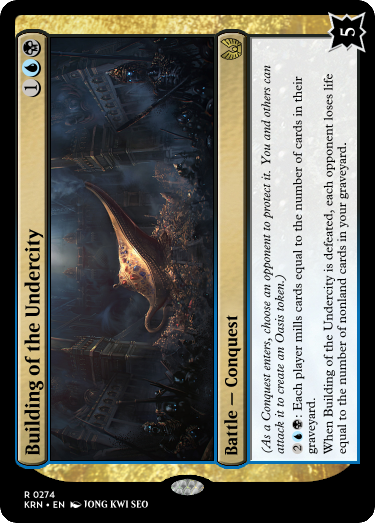 Building of the Undercity
1
Battle — Conquest
5
(As a Conquest enters, choose an opponent to protect it. You and others can
attack it to create an Oasis token.)
2: Each player mills cards equal to the number of cards in their
graveyard.
When Building of the Undercity is defeated, each opponent loses life
equal to the number of nonland cards in your graveyard.
R 0274
KRN • EN JONG KWI SEO